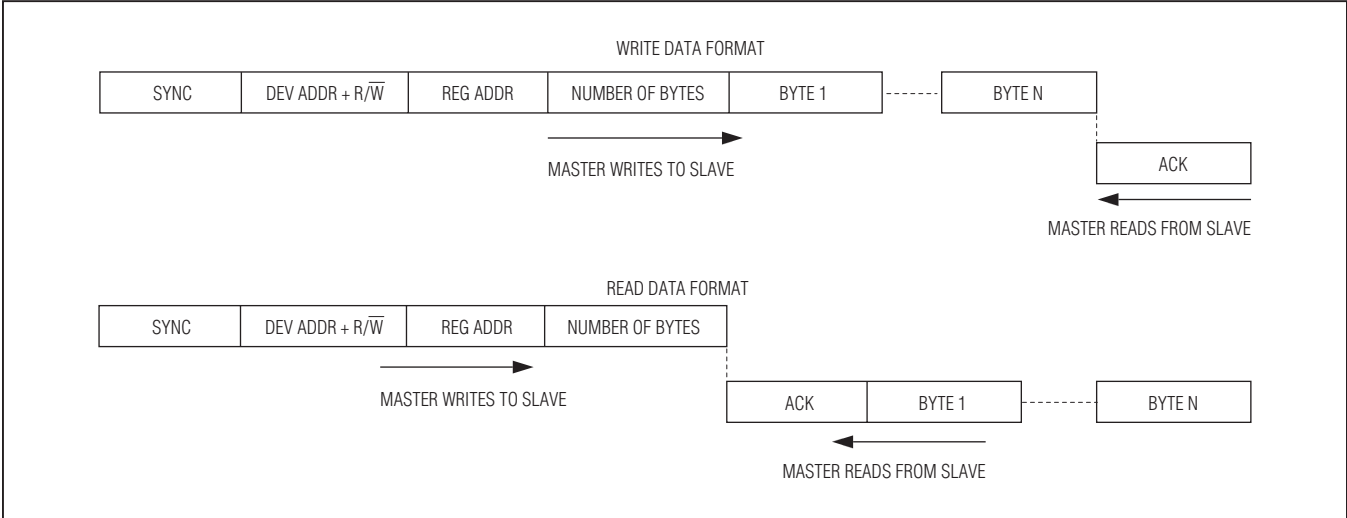 WRITE DATA FORMAT
SYNC DEV ADDR + R/W̅ REG ADDR NUMBER OF BYTES BYTE 1 BYTE N
MASTER WRITES TO SLAVE
ACK
MASTER READS FROM SLAVE
READ DATA FORMAT
SYNC DEV ADDR + R/W̅ REG ADDR NUMBER OF BYTES
MASTER WRITES TO SLAVE
ACK BYTE 1 BYTE N
MASTER READS FROM SLAVE